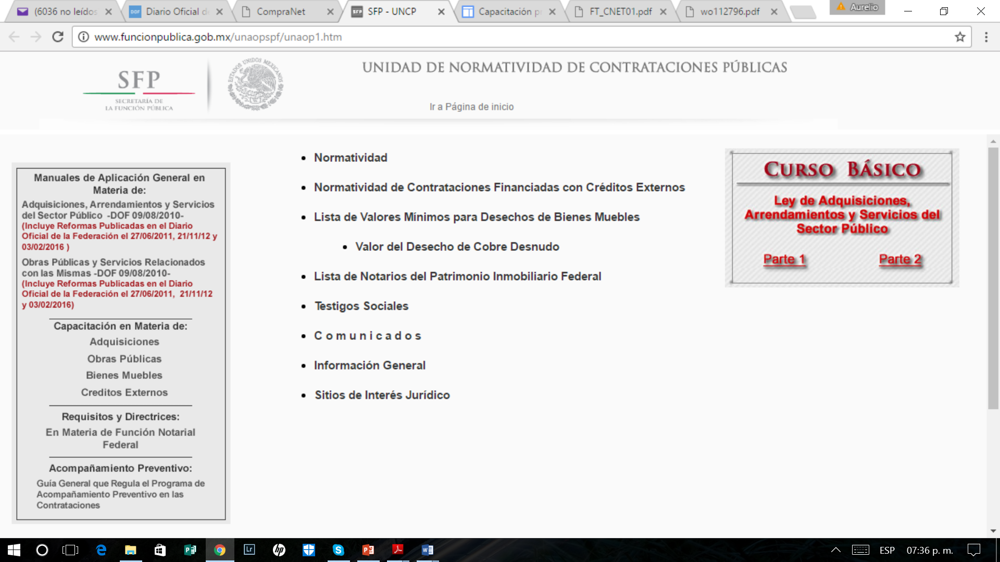 (6036 no leídos
Diario Oficial d
CompraNet
SFP - UNCP
Capacitación p
FT_CNET01.pdf
wo112796.pdf
Aurelio
www.funcionpublica.gob.mx/unaopspf/unaop1.htm
SFP
SECRETARÍA DE
LA FUNCIÓN PÚBLICA
ESTADOS UNIDOS MEXICANOS
UNIDAD DE NORMATIVIDAD DE CONTRATACIONES PÚBLICAS
Ir a Página de inicio
Manuales de Aplicación General en
Materia de:
Adquisiciones, Arrendamientos y Servicios
del Sector Público -DOF 09/08/2010-
(Incluye Reformas Publicadas en el Diario
Oficial de la Federación el 27/06/2011, 21/11/12 y
03/02/2016 )
Obras Públicas y Servicios Relacionados
con las Mismas -DOF 09/08/2010-
(Incluye Reformas Publicadas en el Diario
Oficial de la Federación el 27/06/2011, 21/11/12
y 03/02/2016)
Capacitación en Materia de:
Adquisiciones
Obras Públicas
Bienes Muebles
Creditos Externos
Requisitos y Directrices:
En Materia de Función Notarial
Federal
Acompañamiento Preventivo:
Guía General que Regula el Programa de
Acompañamiento Preventivo en las
Contrataciones
• Normatividad
• Normatividad de Contrataciones Financiadas con Créditos Externos
• Lista de Valores Mínimos para Desechos de Bienes Muebles
• Valor del Desecho de Cobre Desnudo
• Lista de Notarios del Patrimonio Inmobiliario Federal
• Testigos Sociales
• C o m u n i c a d o s
• Información General
• Sitios de Interés Jurídico
CURSO BÁSICO
Ley de Adquisiciones,
Arrendamientos y Servicios del
Sector Público
Parte 1 Parte 2
ESP 07:36 p. m.